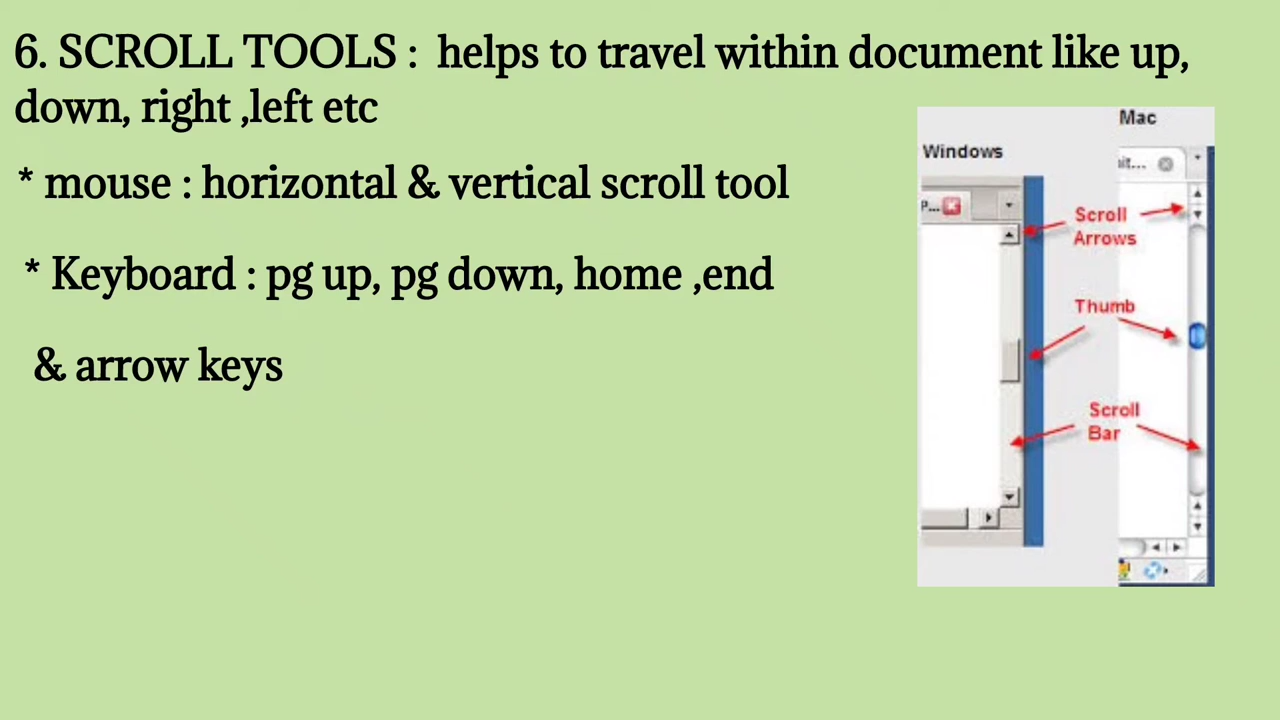 6. SCROLL TOOLS :  helps to travel within document like up,
down, right ,left etc
* mouse : horizontal & vertical scroll tool
* Keyboard : pg up, pg down, home ,end
& arrow keys
Mac
Windows
it...
P...
Scroll
Arrows
Thumb
Scroll
Bar